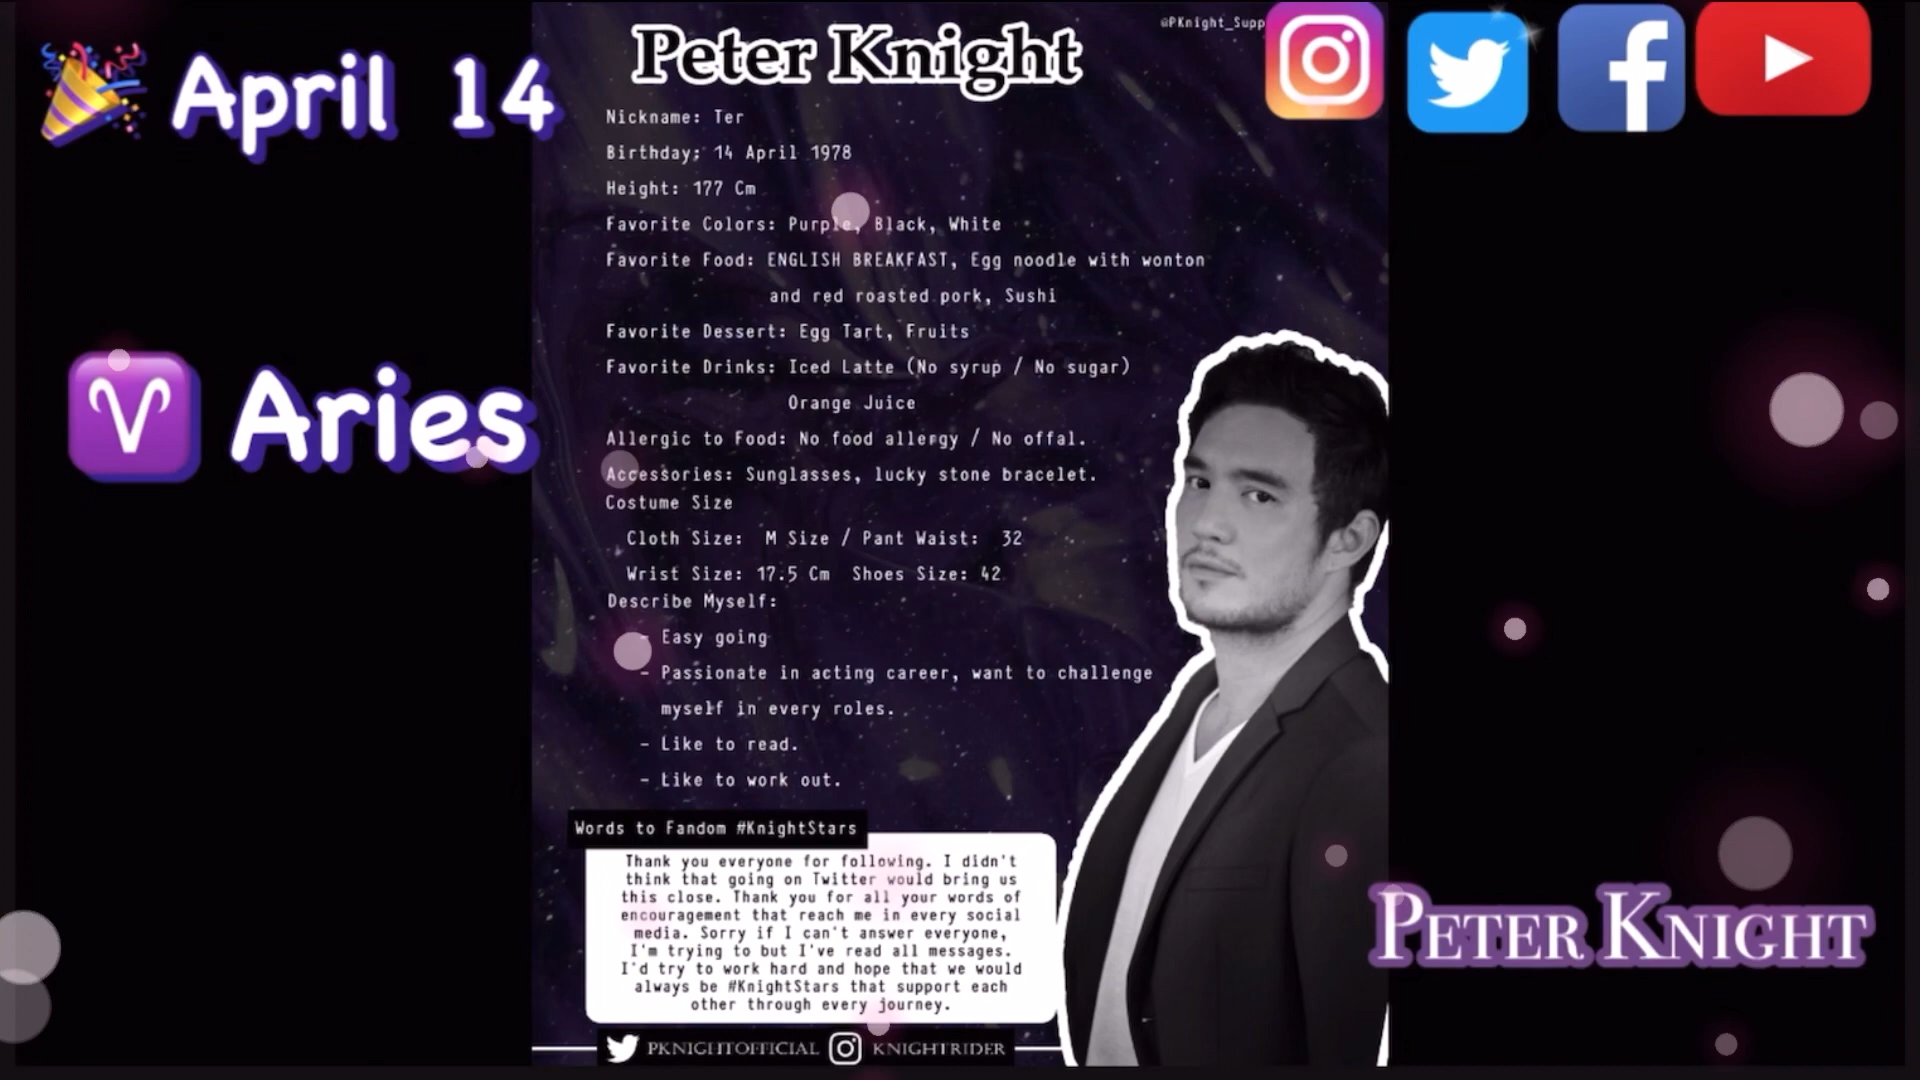 April 14
Aries
Peter Knight
@PKnight_Supp
Nickname: Ter
Birthday: 14 April 1978
Height: 177 Cm
Favorite Colors: Purple, Black, White
Favorite Food: ENGLISH BREAKFAST, Egg noodle with wonton
and red roasted pork, Sushi
Favorite Dessert: Egg Tart, Fruits
Favorite Drinks: Iced Latte (No syrup / No sugar)
Orange Juice
Allergic to Food: No food allergy / No offal.
Accessories: Sunglasses, lucky stone bracelet.
Costume Size
Cloth Size: M Size / Pant Waist: 32
Wrist Size: 17.5 Cm Shoes Size: 42
Describe Myself:
- Easy going
- Passionate in acting career, want to challenge
myself in every roles.
- Like to read.
- Like to work out.
Words to Fandom #KnightStars
Thank you everyone for following. I didn't
think that going on Twitter would bring us
this close. Thank you for all your words of
encouragement that reach me in every social
media. Sorry if I can't answer everyone,
I'm trying to but I've read all messages.
I'd try to work hard and hope that we would
always be #KnightStars that support each
other through every journey.
PKNIGHTOFFICIAL KNIGHTRIDER
PETER KNIGHT